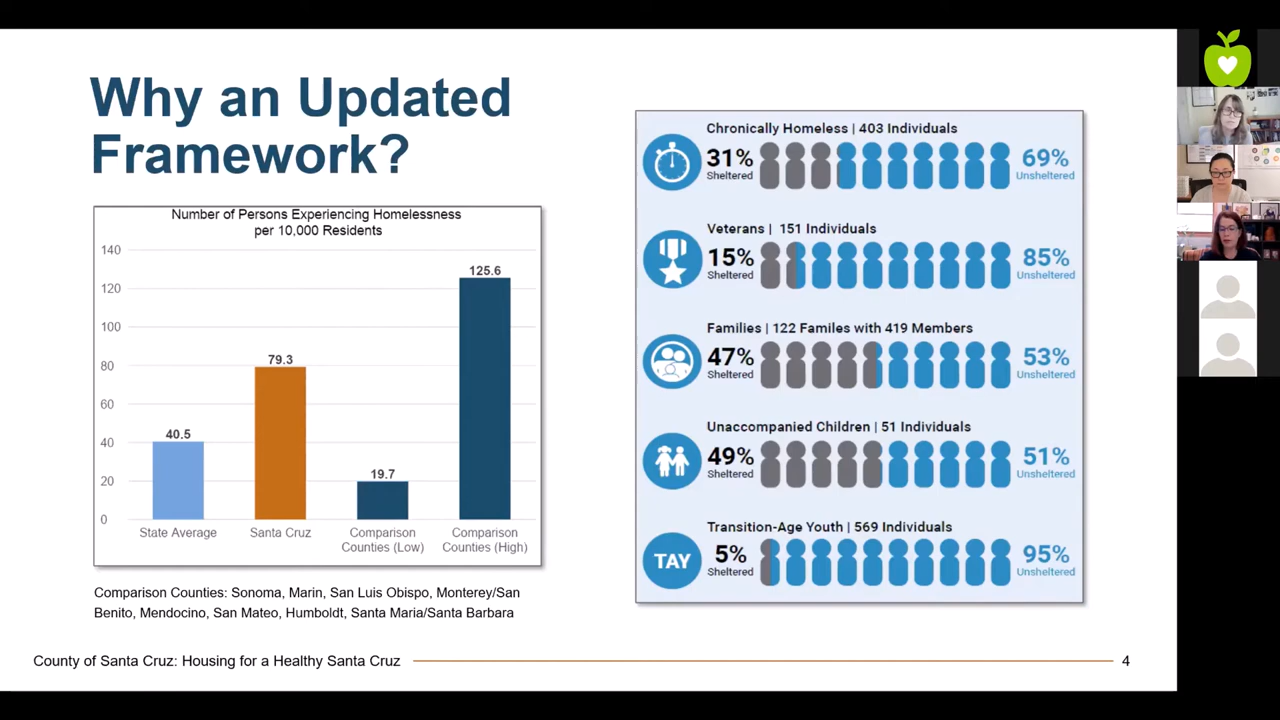 Why an Updated
Framework?
Number of Persons Experiencing Homelessness
per 10,000 Residents
140
120
100
80
60
40
20
0
40.5
79.3
19.7
125.6
State Average
Santa Cruz
Comparison
Counties (Low)
Comparison
Counties (High)
Comparison Counties: Sonoma, Marin, San Luis Obispo, Monterey/San
Benito, Mendocino, San Mateo, Humboldt, Santa Maria/Santa Barbara
Chronically Homeless | 403 Individuals
31%
Sheltered
69%
Unsheltered
Veterans | 151 Individuals
15%
Sheltered
85%
Unsheltered
Families | 122 Familes with 419 Members
47%
Sheltered
53%
Unsheltered
Unaccompanied Children | 51 Individuals
49%
Sheltered
51%
Unsheltered
Transition-Age Youth | 569 Individuals
TAY
5%
Sheltered
95%
Unsheltered
County of Santa Cruz: Housing for a Healthy Santa Cruz
4